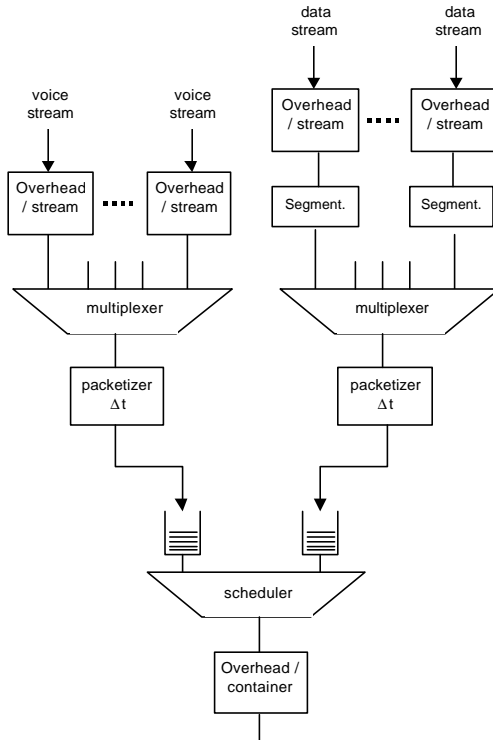 data
stream
data
stream
voice
stream
voice
stream
Overhead
/ stream
Overhead
/ stream
Overhead
/ stream
Overhead
/ stream
Segment.
Segment.
multiplexer
multiplexer
packetizer
Δt
packetizer
Δt
scheduler
Overhead /
container